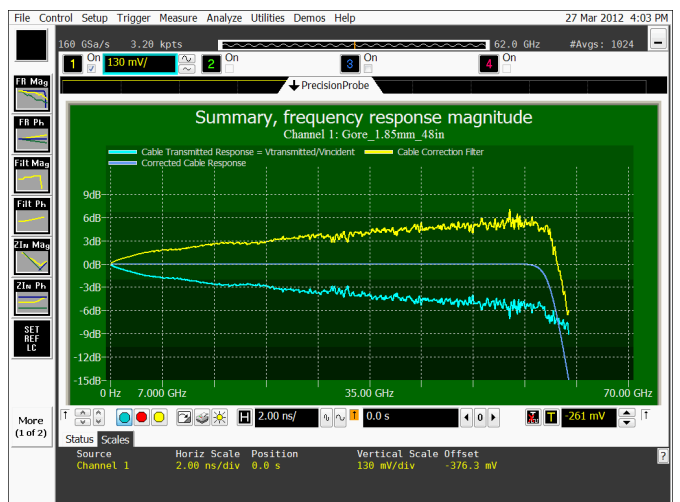 File Control Setup Trigger Measure Analyze Utilities Demos Help 27 Mar 2012 4:03 PM
160 GSa/s 3.20 kpts 62.0 GHz #Avgs: 1024
1 On 130 mV/ 2 On 3 On 4 On
PrecisionProbe
FR Mag
FR Ph
Filt Mag
Filt Ph
ZIn Mag
ZIn Ph
SET
REF
LC
More
(1 of 2)
Summary, frequency response magnitude
Channel 1: Gore_1.85mm_48in
Cable Transmitted Response = Vtransmitted/Vincident Cable Correction Filter
Corrected Cable Response
9dB
6dB
3dB
0dB
-3dB
-6dB
-9dB
-12dB
-15dB
0 Hz 7.000 GHz 35.00 GHz 70.00 GHz
H 2.00 ns/ 0.0 s 0 T -261 mV
Status Scales
Source Horiz Scale Position Vertical Scale Offset
Channel 1 2.00 ns/div 0.0 s 130 mV/div -376.3 mV
?